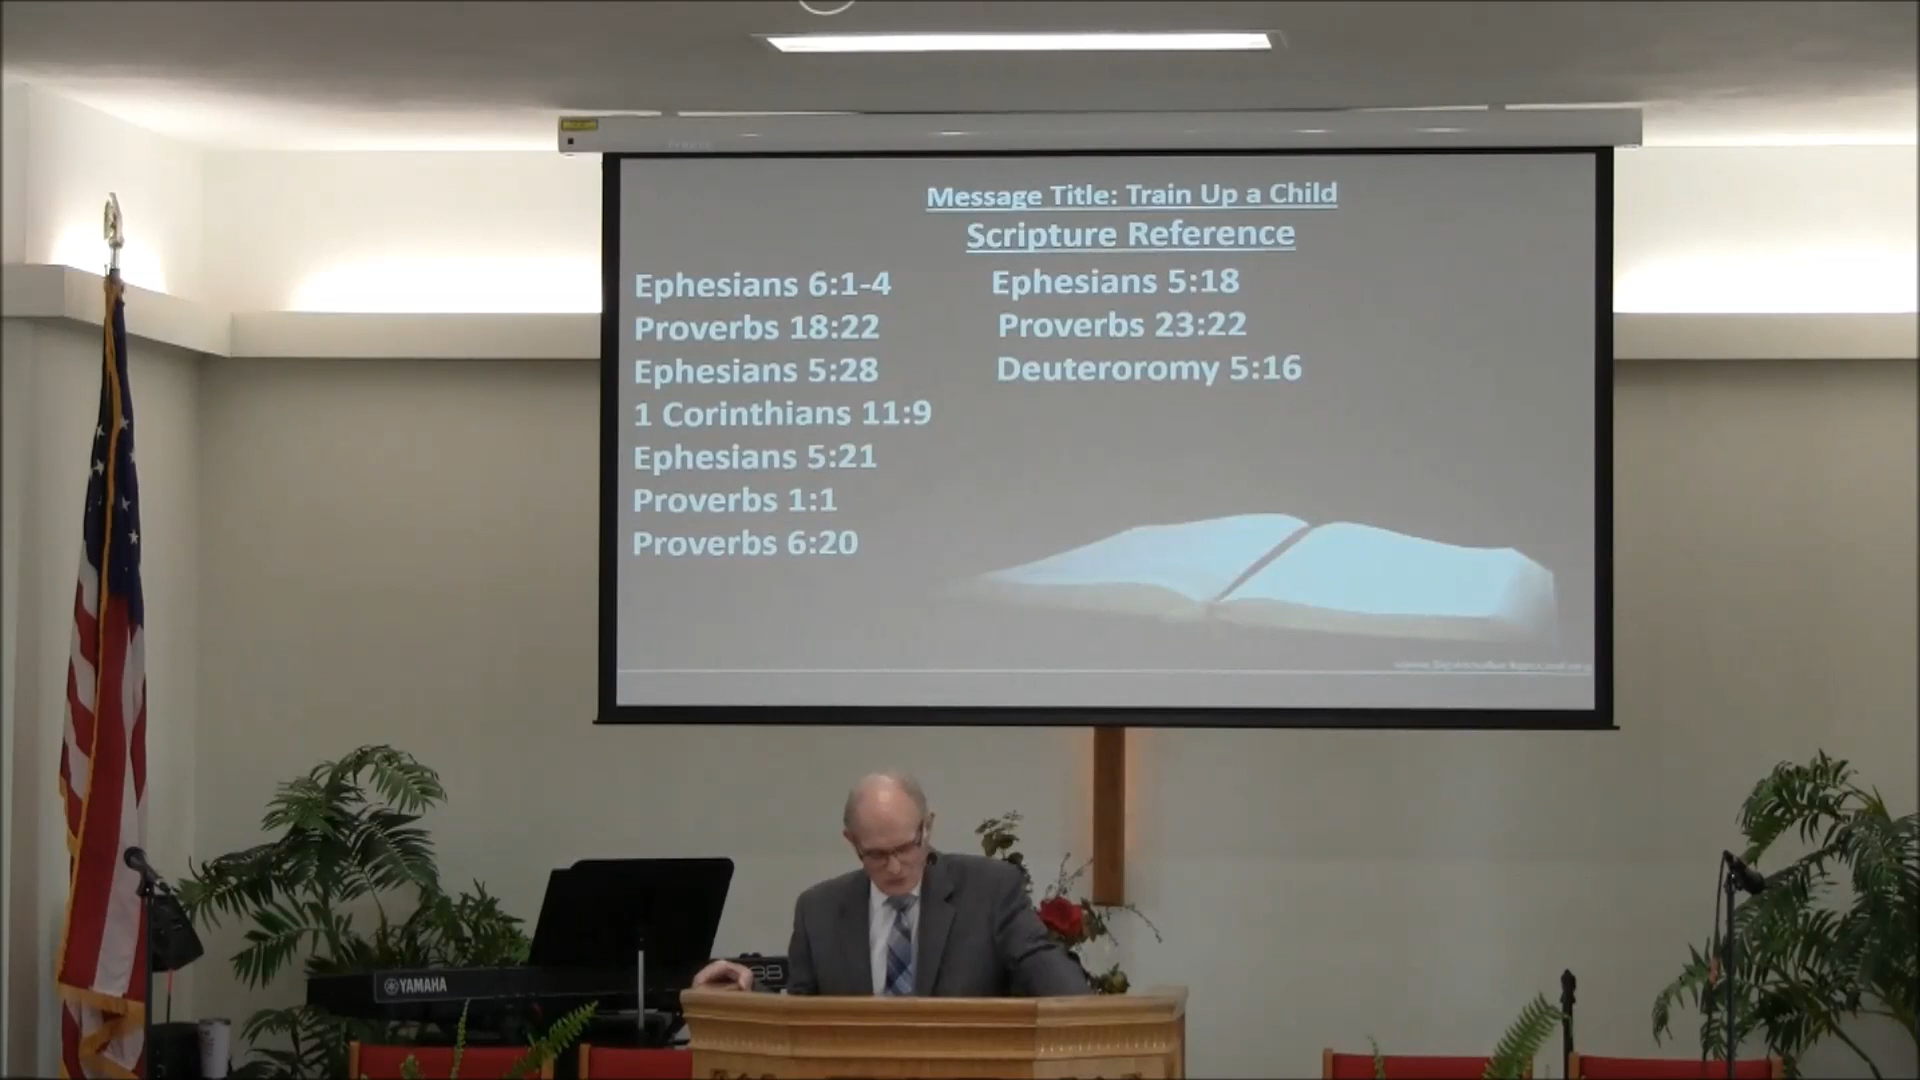 Message Title: Train Up a Child
Scripture Reference
Ephesians 6:1-4
Proverbs 18:22
Ephesians 5:28
1 Corinthians 11:9
Ephesians 5:21
Proverbs 1:1
Proverbs 6:20
Ephesians 5:18
Proverbs 23:22
Deuteroromy 5:16
YAMAHA
88